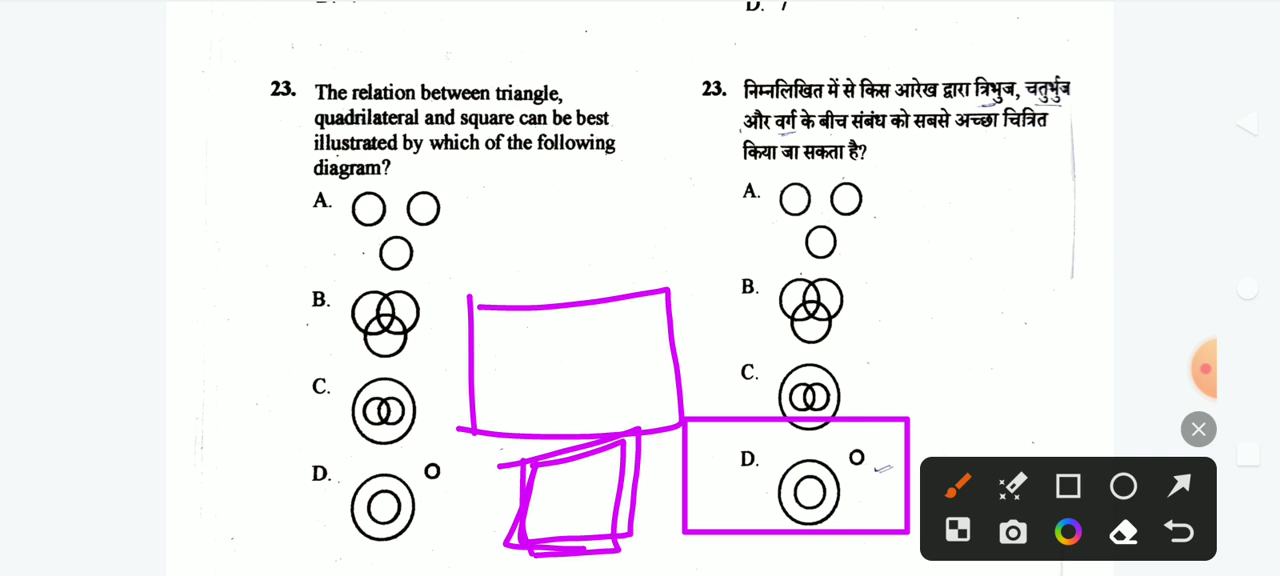 D. 7
23. The relation between triangle,
quadrilateral and square can be best
illustrated by which of the following
diagram?
A.
B.
C.
D.
23. निम्नलिखित में से किस आरेख द्वारा त्रिभुज, चतुर्भुज
और वर्ग के बीच संबंध को सबसे अच्छा चित्रित
किया जा सकता है?
A.
B.
C.
D.